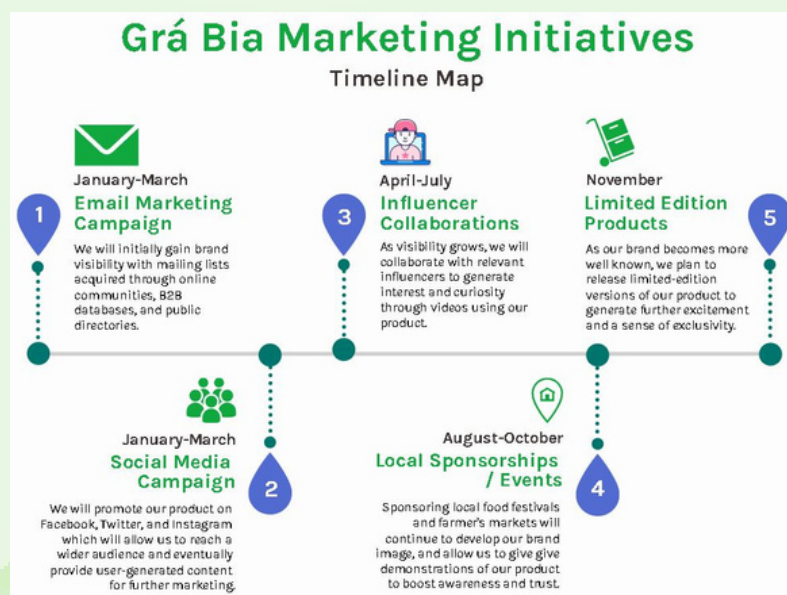 Grá Bia Marketing Initiatives
Timeline Map
1
January-March
Email Marketing
Campaign
We will initially gain brand
visibility with mailing lists
acquired through online
communities, B2B
databases, and public
directories.
2
January-March
Social Media
Campaign
We will promote our product on
Facebook, Twitter, and Instagram
which will allow us to reach a
wider audience and eventually
provide user-generated content
for further marketing.
3
April-July
Influencer
Collaborations
As visibility grows, we will
collaborate with relevant
influencers to generate
interest and curiosity
through videos using our
product.
4
August-October
Local Sponsorships
/ Events
Sponsoring local food festivals
and farmer's markets will
continue to develop our brand
image, and allow us to give give
demonstrations of our product
to boost awareness and trust.
5
November
Limited Edition
Products
As our brand becomes more
well known, we plan to
release limited-edition
versions of our product to
generate further excitement
and a sense of exclusivity.